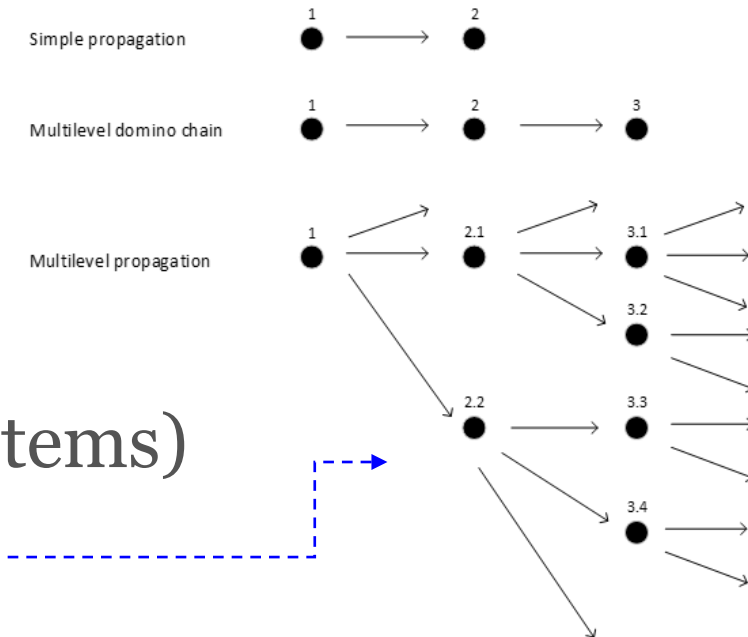 1 2
Simple propagation
1 2 3
Multilevel domino chain
1 2.1 3.1
Multilevel propagation
3.2
2.2 3.3
tems)
3.4